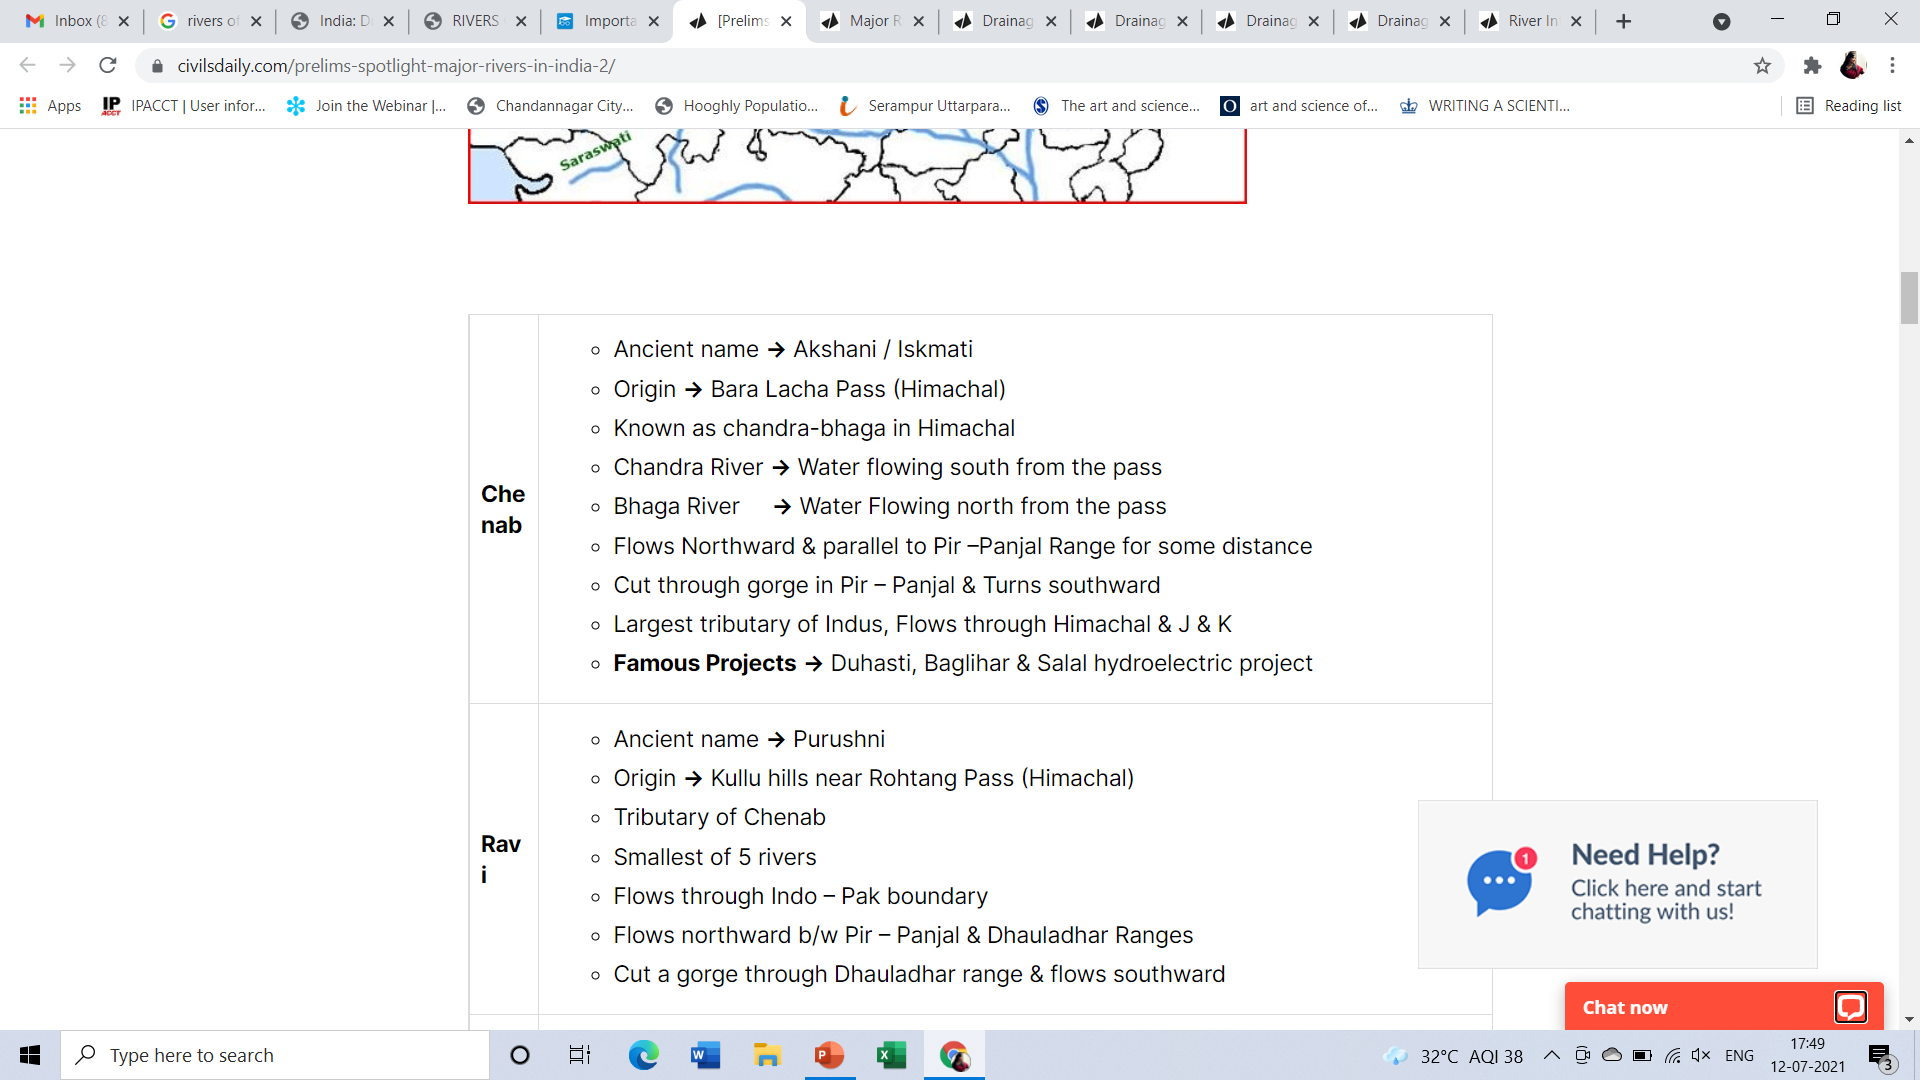 Inbox (8
rivers of
India: D
RIVERS
Importa
[Prelims
Major R
Drainag
Drainag
Drainag
Drainag
River In
civilsdaily.com/prelims-spotlight-major-rivers-in-india-2/
Apps
IPACCT | User infor...
Join the Webinar |...
Chandannagar City...
Hooghly Populatio...
Serampur Uttarpara...
The art and science...
art and science of...
WRITING A SCIENTI...
Reading list
Saraswati
Che
nab
Ancient name → Akshani / Iskmati
Origin → Bara Lacha Pass (Himachal)
Known as chandra-bhaga in Himachal
Chandra River → Water flowing south from the pass
Bhaga River → Water Flowing north from the pass
Flows Northward & parallel to Pir –Panjal Range for some distance
Cut through gorge in Pir – Panjal & Turns southward
Largest tributary of Indus, Flows through Himachal & J & K
Famous Projects → Duhasti, Baglihar & Salal hydroelectric project
Rav
i
Ancient name → Purushni
Origin → Kullu hills near Rohtang Pass (Himachal)
Tributary of Chenab
Smallest of 5 rivers
Flows through Indo – Pak boundary
Flows northward b/w Pir – Panjal & Dhauladhar Ranges
Cut a gorge through Dhauladhar range & flows southward
1
Need Help?
Click here and start
chatting with us!
Chat now
Type here to search
32°C AQI 38
ENG
17:49
12-07-2021
3